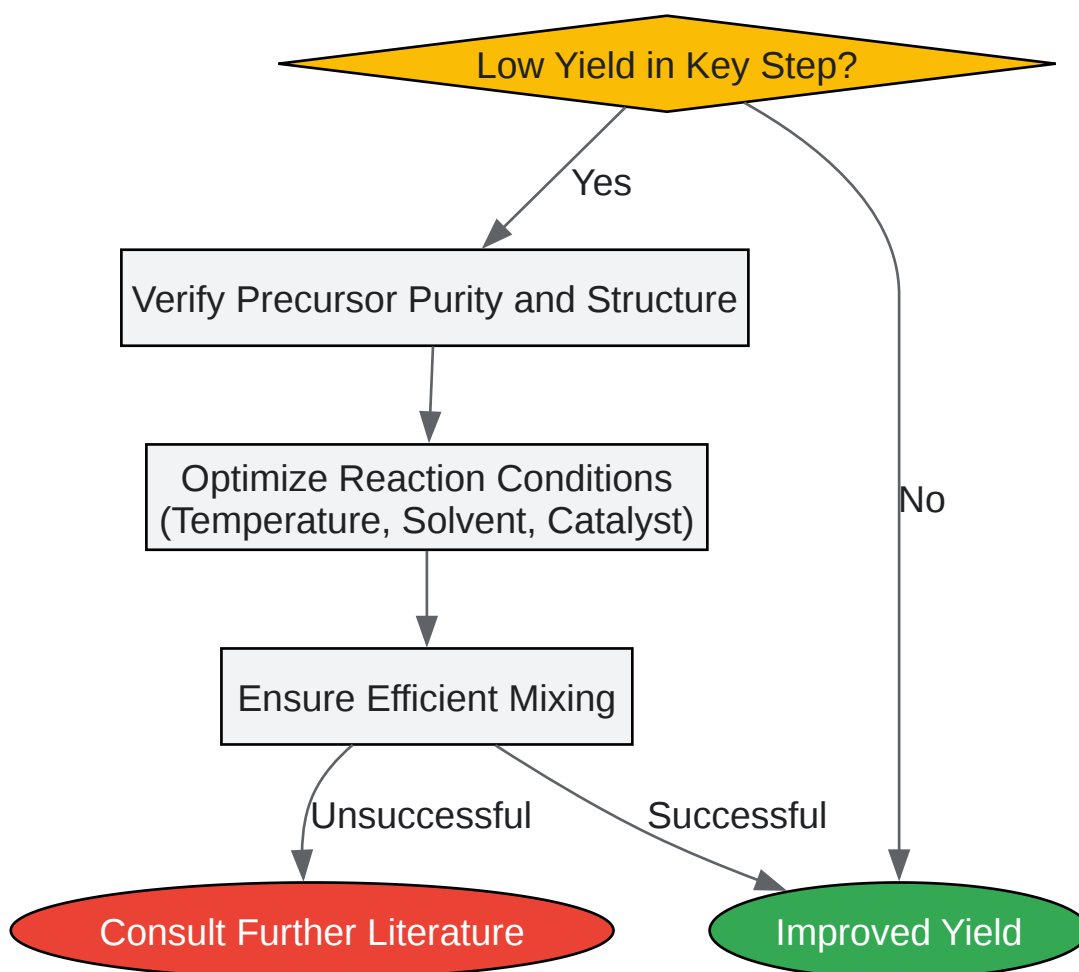 Low Yield in Key Step?
Yes
Verify Precursor Purity and Structure
Optimize Reaction Conditions
(Temperature, Solvent, Catalyst)
No
Ensure Efficient Mixing
Unsuccessful
Successful
Consult Further Literature
Improved Yield